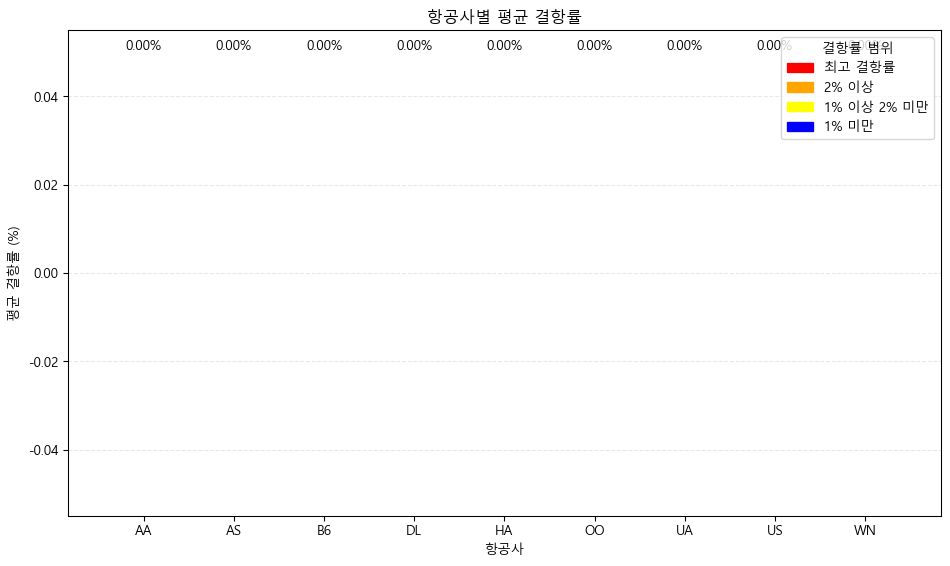 항공사별 평균 결항률
0.00% 0.00% 0.00% 0.00% 0.00% 0.00% 0.00% 0.00% 0.00%
결항률 범위
최고 결항률
2% 이상
1% 이상 2% 미만
1% 미만
0.04
0.02
0.00
-0.02
-0.04
평균 결항률 (%)
AA AS B6 DL HA OO UA US WN
항공사